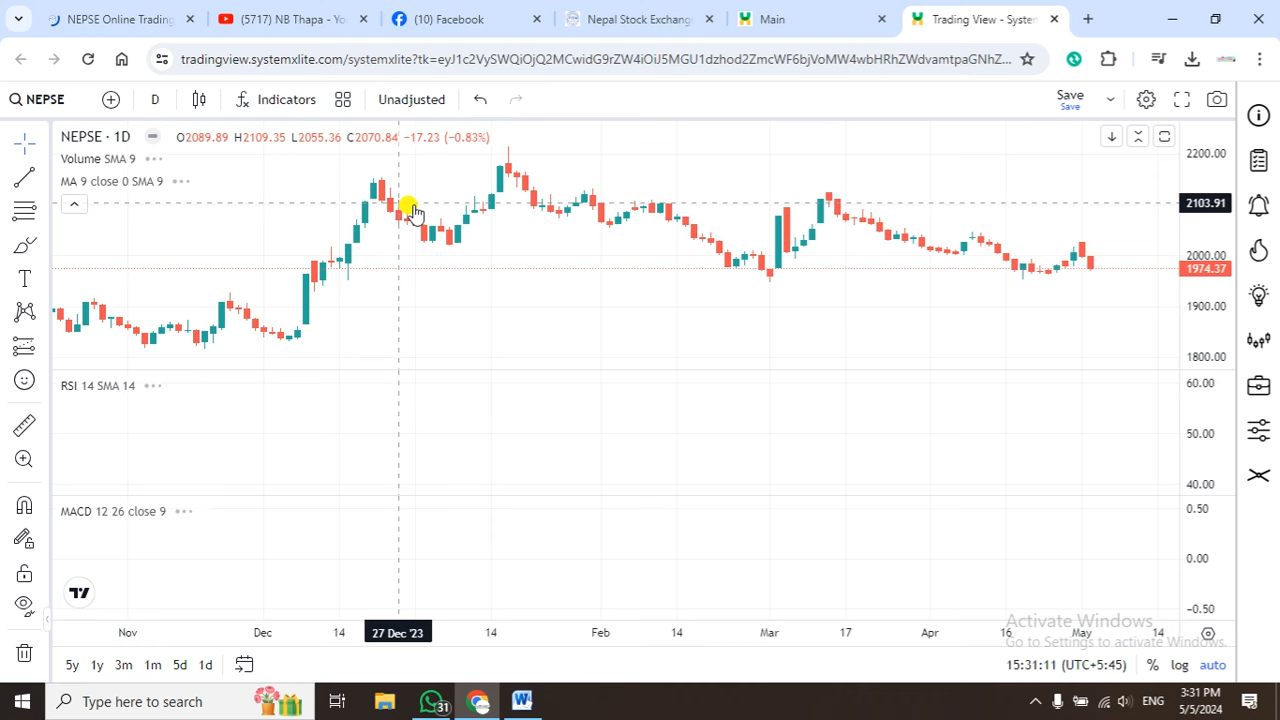 NEPSE Online Trading
(5717) NB Thapa - Yo
(10) Facebook
Nepal Stock Exchange
Main
Trading View - System
tradingview.systemxlite.com/systemxlite?tk=eyJ1c2VySWQiOjQ2MCwidG9rZW4iOiJ5MGU1dzhod2ZmcWF6bjVoMW4wbHRhZWdvamtpaGNhZ...
NEPSE
D
Indicators
Unadjusted
Save
Save
NEPSE · 1D
O2089.89 H2109.35 L2055.36 C2070.84 −17.23 (−0.83%)
Volume SMA 9
MA 9 close 0 SMA 9
2200.00
2103.91
2000.00
1974.37
1900.00
1800.00
RSI 14 SMA 14
60.00
50.00
40.00
MACD 12 26 close 9
0.50
0.00
−0.50
Nov
Dec
14
27 Dec '23
14
Feb
14
Mar
17
Apr
16
May
14
Activate Windows
Go to Settings to activate Windows.
5y 1y 3m 1m 5d 1d
15:31:11 (UTC+5:45)
% log auto
Type here to search
31
ENG
3:31 PM
5/5/2024